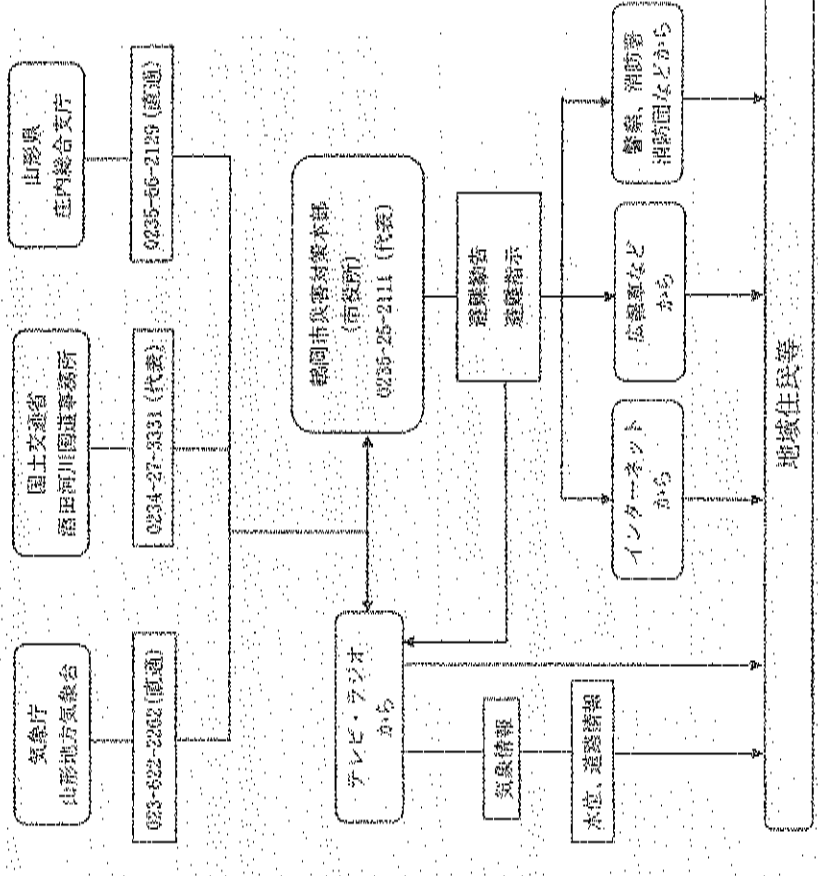 気象庁
山形地方気象台
023-622-2262(直通)
国土交通省
酒田河川国道事務所
0234-27-3331 (代表)
山形県
庄内総合支庁
0235-66-2129 (直通)
鶴岡市災害対策本部
(市役所)
0235-25-2111 (代表)
テレビ・ラジオ
から
避難勧告
避難指示
気象情報
水位、道路情報
インターネット
から
広報車など
から
警察、消防署
消防団などから
地域住民等